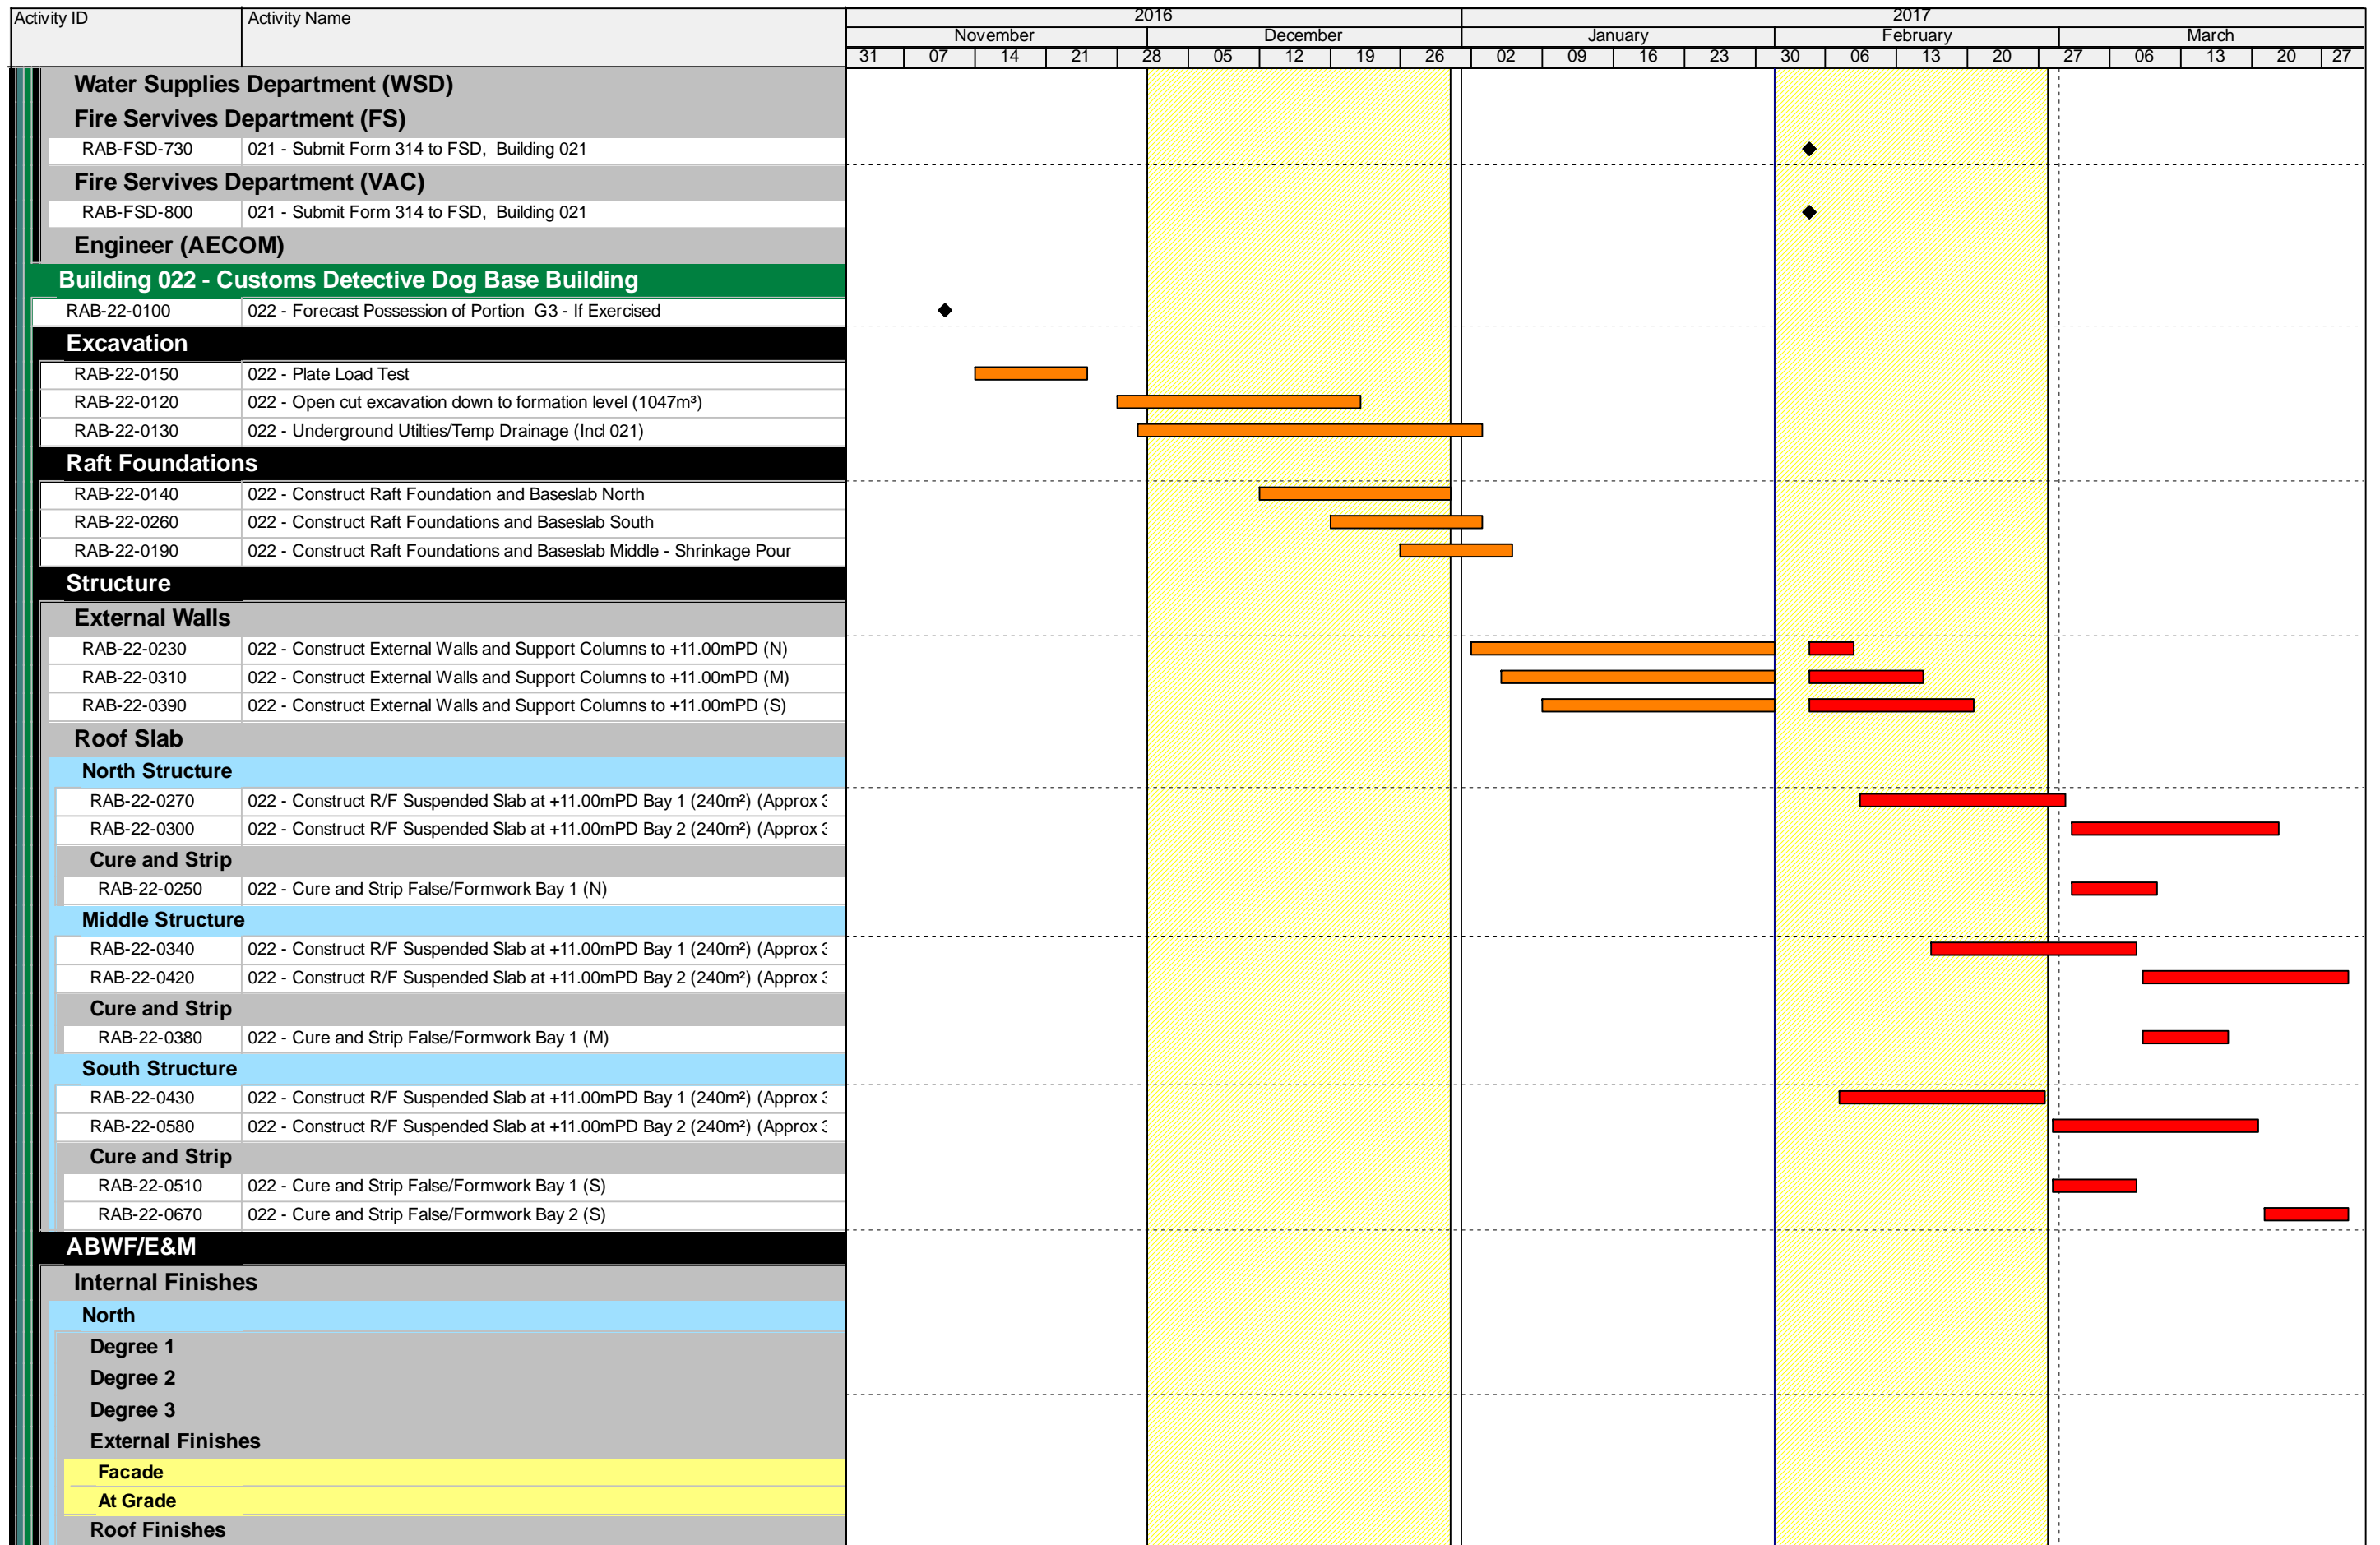 Activity ID Activity Name 2016 2017
November December January February March
31 07 14 21 28 05 12 19 26 02 09 16 23 30 06 13 20 27 06 13 20 27
Water Supplies Department (WSD)
Fire Servives Department (FS)
RAB-FSD-730 021 - Submit Form 314 to FSD, Building 021
Fire Servives Department (VAC)
RAB-FSD-800 021 - Submit Form 314 to FSD, Building 021
Engineer (AECOM)
Building 022 - Customs Detective Dog Base Building
RAB-22-0100 022 - Forecast Possession of Portion G3 - If Exercised
Excavation
RAB-22-0150 022 - Plate Load Test
RAB-22-0120 022 - Open cut excavation down to formation level (1047m³)
RAB-22-0130 022 - Underground Utilties/Temp Drainage (Incl 021)
Raft Foundations
RAB-22-0140 022 - Construct Raft Foundation and Baseslab North
RAB-22-0260 022 - Construct Raft Foundations and Baseslab South
RAB-22-0190 022 - Construct Raft Foundations and Baseslab Middle - Shrinkage Pour
Structure
External Walls
RAB-22-0230 022 - Construct External Walls and Support Columns to +11.00mPD (N)
RAB-22-0310 022 - Construct External Walls and Support Columns to +11.00mPD (M)
RAB-22-0390 022 - Construct External Walls and Support Columns to +11.00mPD (S)
Roof Slab
North Structure
RAB-22-0270 022 - Construct R/F Suspended Slab at +11.00mPD Bay 1 (240m²) (Approx
RAB-22-0300 022 - Construct R/F Suspended Slab at +11.00mPD Bay 2 (240m²) (Approx
Cure and Strip
RAB-22-0250 022 - Cure and Strip False/Formwork Bay 1 (N)
Middle Structure
RAB-22-0340 022 - Construct R/F Suspended Slab at +11.00mPD Bay 1 (240m²) (Approx
RAB-22-0420 022 - Construct R/F Suspended Slab at +11.00mPD Bay 2 (240m²) (Approx
Cure and Strip
RAB-22-0380 022 - Cure and Strip False/Formwork Bay 1 (M)
South Structure
RAB-22-0430 022 - Construct R/F Suspended Slab at +11.00mPD Bay 1 (240m²) (Approx
RAB-22-0580 022 - Construct R/F Suspended Slab at +11.00mPD Bay 2 (240m²) (Approx
Cure and Strip
RAB-22-0510 022 - Cure and Strip False/Formwork Bay 1 (S)
RAB-22-0670 022 - Cure and Strip False/Formwork Bay 2 (S)
ABWF/E&M
Internal Finishes
North
Degree 1
Degree 2
Degree 3
External Finishes
Facade
At Grade
Roof Finishes